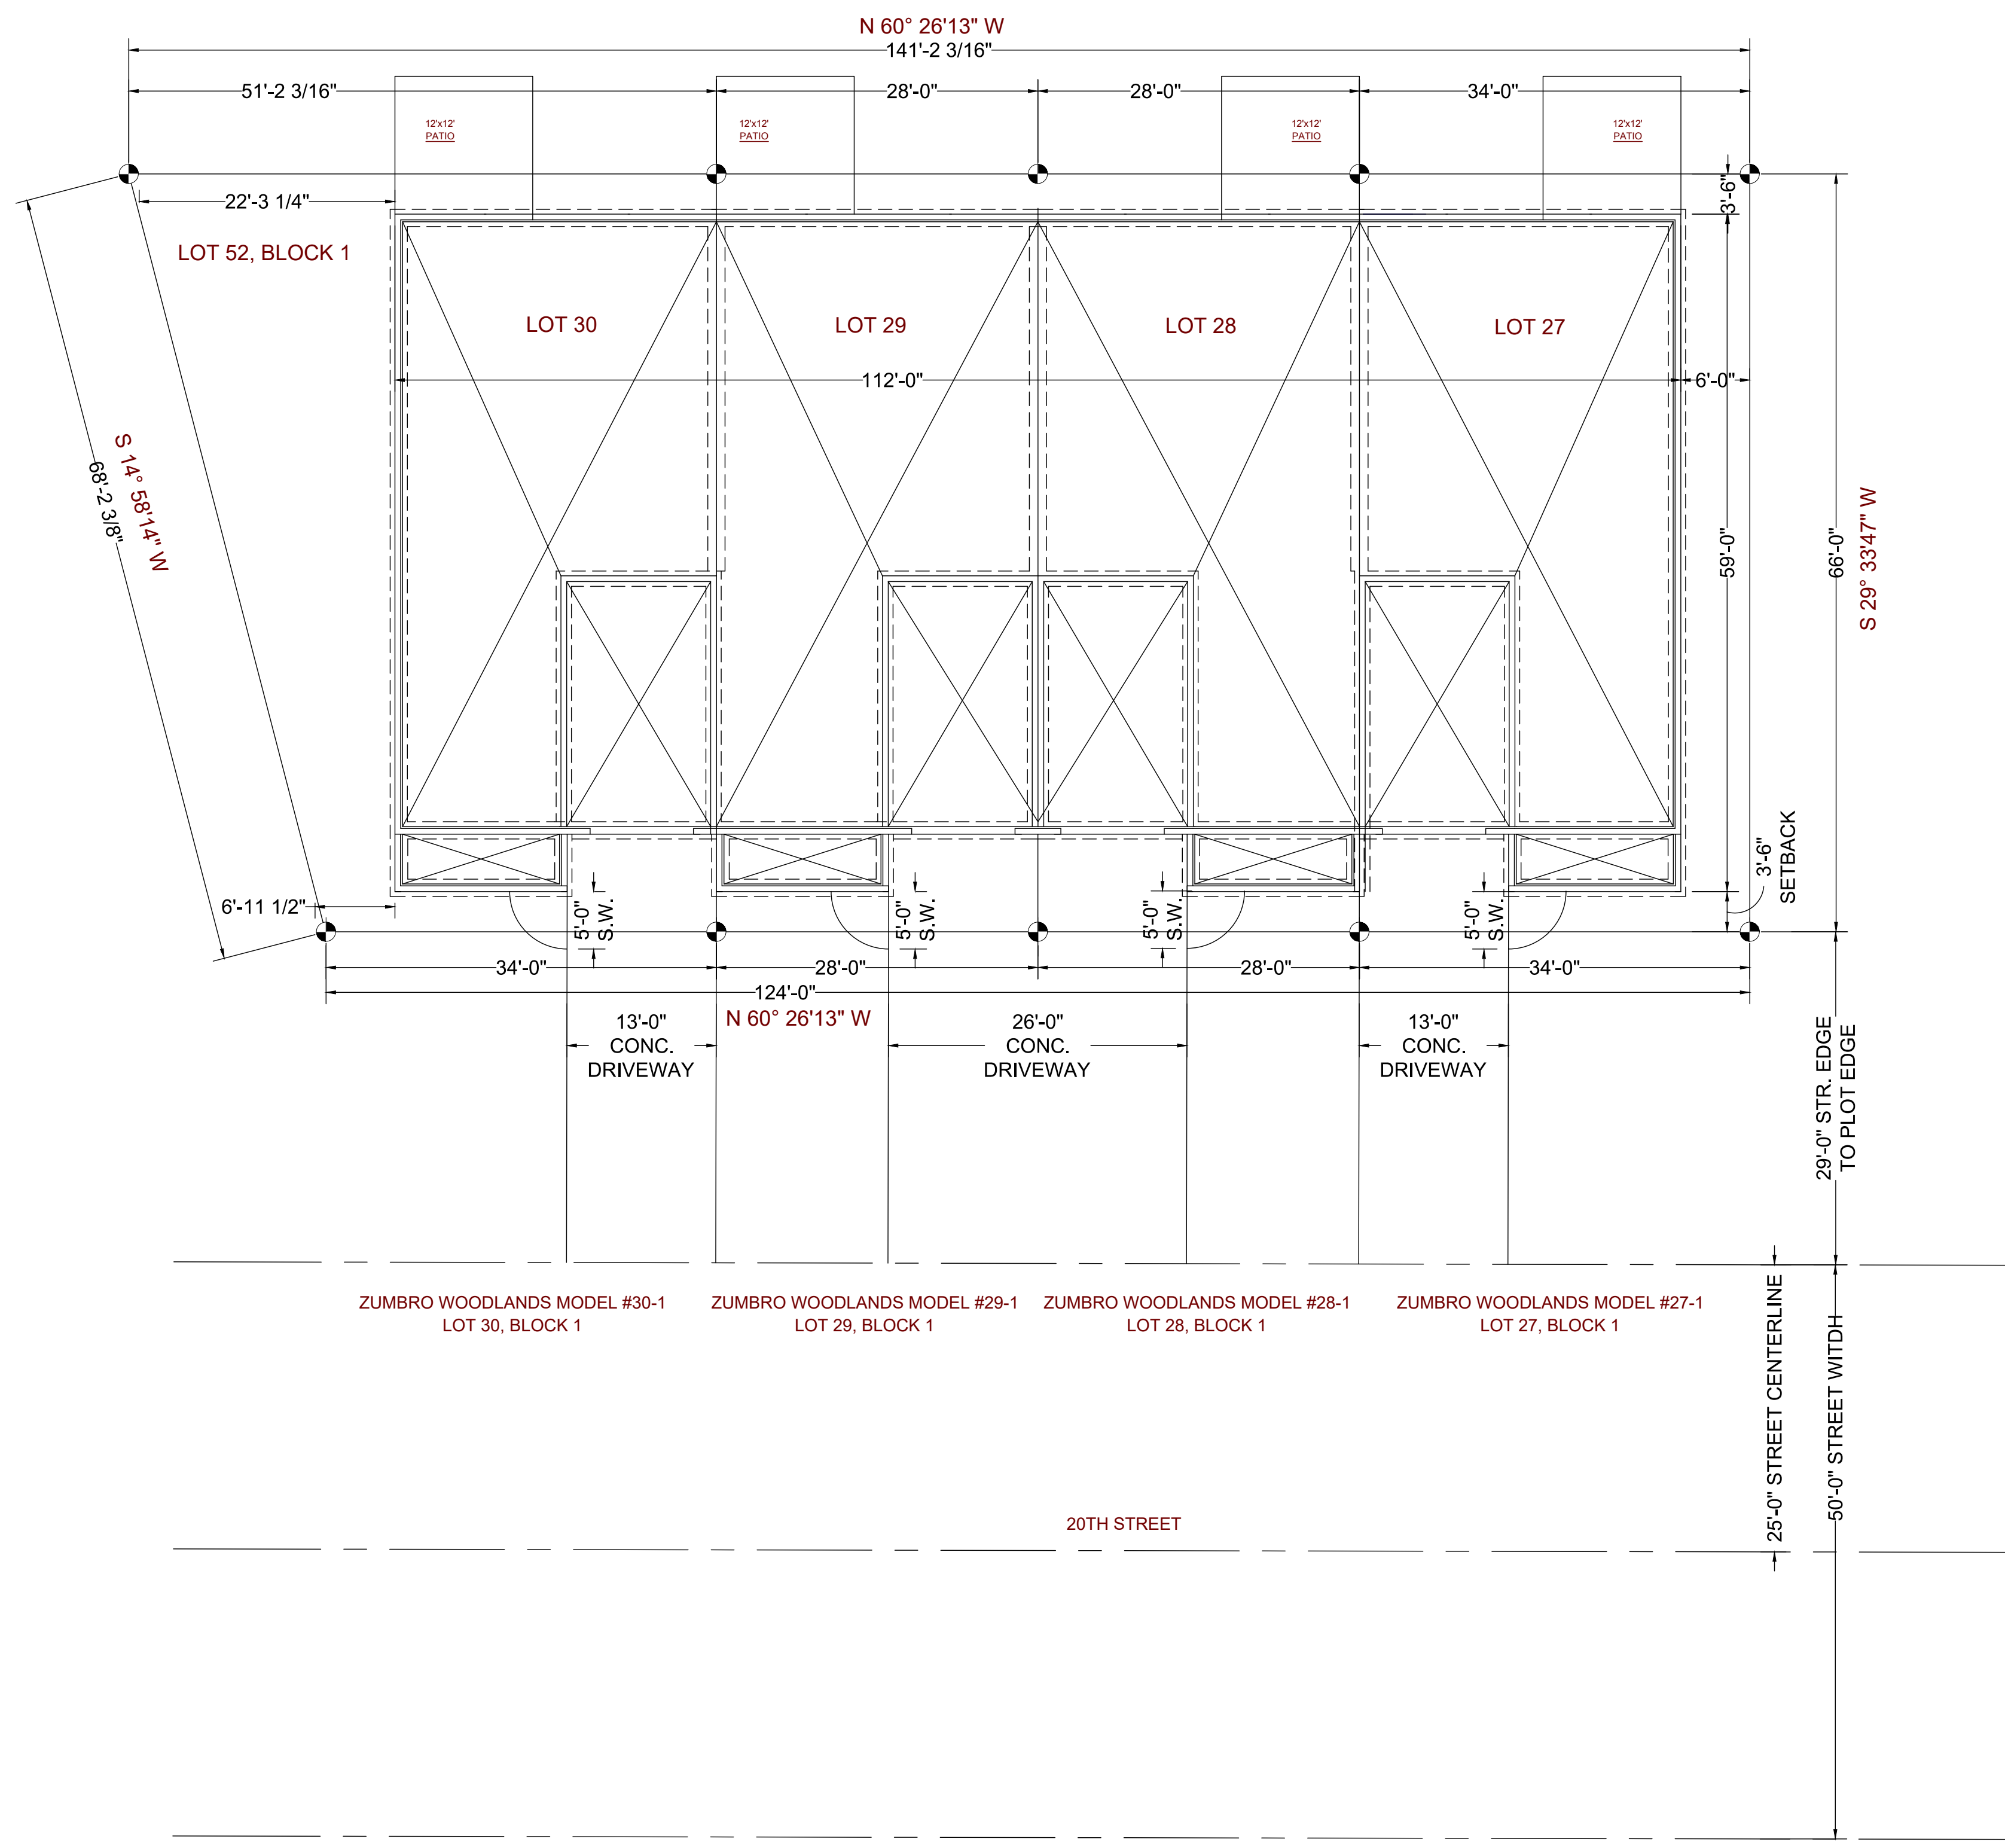 N 60° 26'13" W
141'-2 3/16"
51'-2 3/16"
28'-0"
28'-0"
34'-0"
12'x12'
PATIO
12'x12'
PATIO
12'x12'
PATIO
12'x12'
PATIO
3'-6"
22'-3 1/4"
LOT 52, BLOCK 1
LOT 30
LOT 29
LOT 28
LOT 27
112'-0"
6'-0"
S 14° 58'14" W
68'-2 3/8"
59'-0"
66'-0"
S 29° 33'47" W
3'-6"
SETBACK
6'-11 1/2"
5'-0"
S.W.
5'-0"
S.W.
5'-0"
S.W.
5'-0"
S.W.
34'-0"
28'-0"
28'-0"
34'-0"
124'-0"
N 60° 26'13" W
13'-0"
CONC.
DRIVEWAY
26'-0"
CONC.
DRIVEWAY
13'-0"
CONC.
DRIVEWAY
29'-0" STR. EDGE
TO PLOT EDGE
ZUMBRO WOODLANDS MODEL #30-1
LOT 30, BLOCK 1
ZUMBRO WOODLANDS MODEL #29-1
LOT 29, BLOCK 1
ZUMBRO WOODLANDS MODEL #28-1
LOT 28, BLOCK 1
ZUMBRO WOODLANDS MODEL #27-1
LOT 27, BLOCK 1
25'-0" STREET CENTERLINE
50'-0" STREET WITDH
20TH STREET